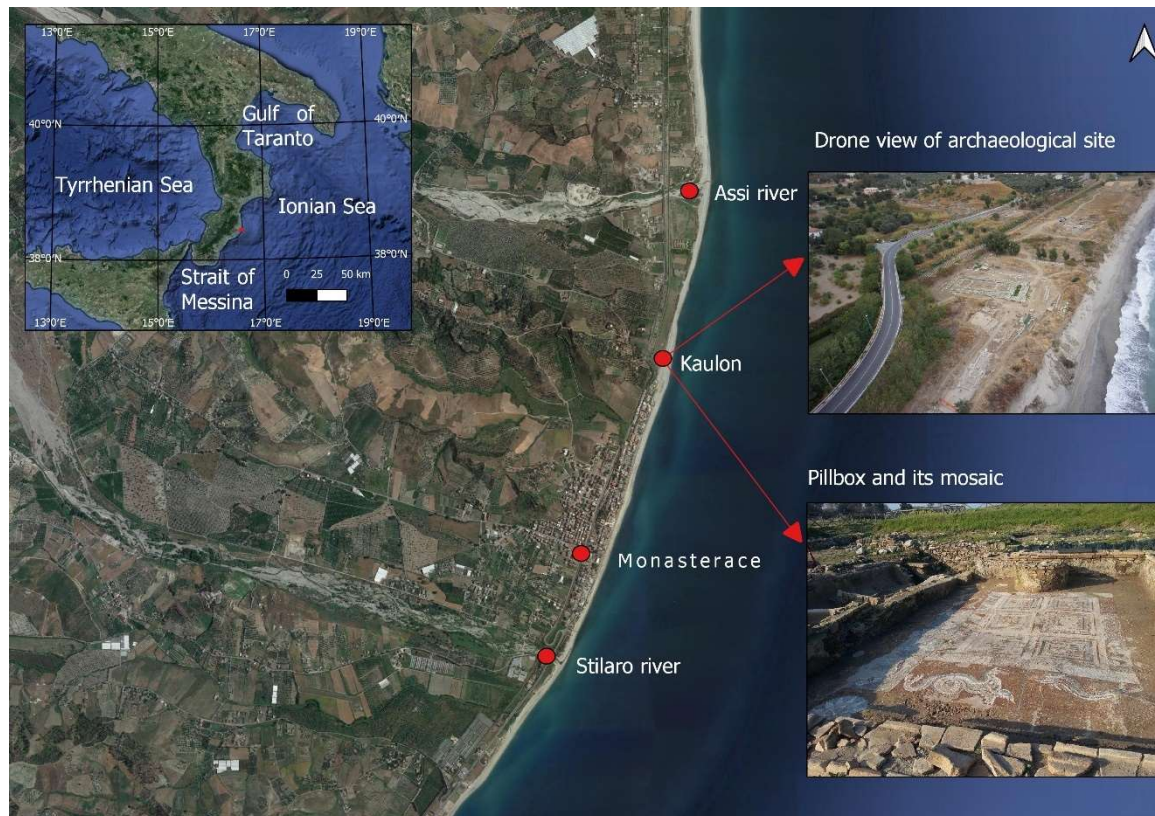 13°0'E 15°0'E 17°0'E 19°0'E
Gulf of
Taranto
40°0'N 40°0'N
Tyrrhenian Sea
Ionian Sea
38°0'N 38°0'N
Strait of
Messina
0 25 50 km
13°0'E 15°0'E 17°0'E 19°0'E
Drone view of archaeological site
Assi river
Kaulon
Pillbox and its mosaic
Monasterace
Stilaro river